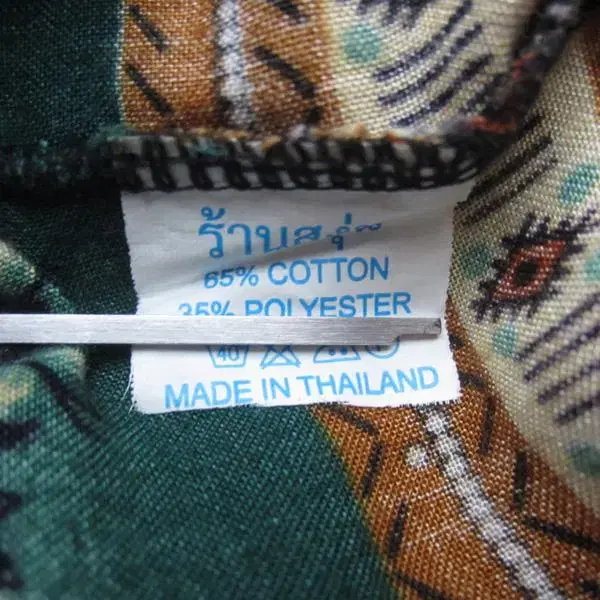 ร้าน
65% COTTON
35% POLYESTER
40
MADE IN THAILAND